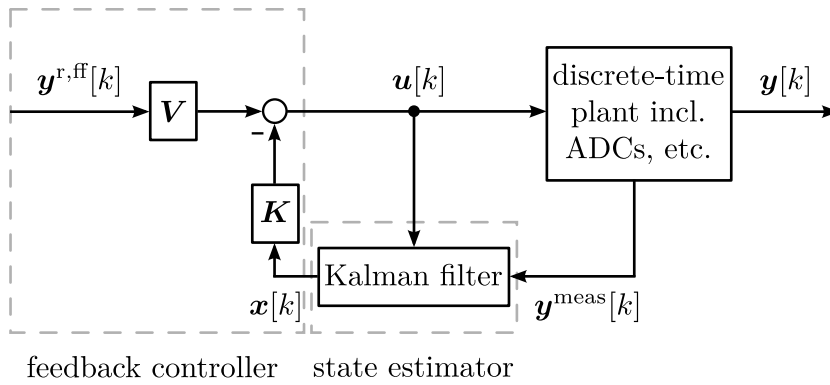 y^{r,ff}[k]
V
-
u[k]
discrete-time
plant incl.
ADCs, etc.
y[k]
K
Kalman filter
x[k]
y^{meas}[k]
feedback controller
state estimator